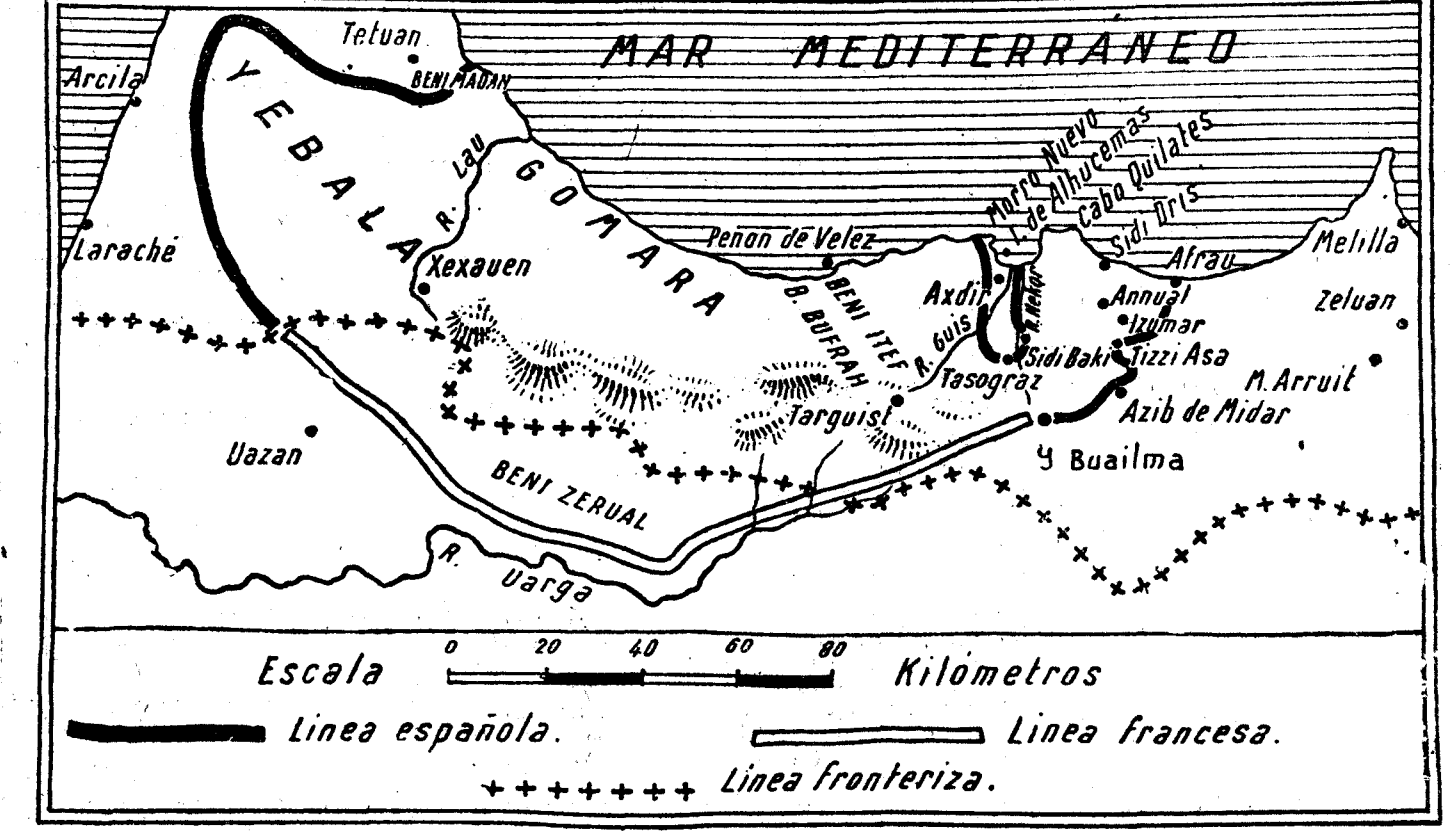 MAR MEDITERRÁNEO
Tetuan
BENI MADAN
Arcila
YEBALA
R. Lau
GOMARA
Morro Nuevo
I. de Alhucemas
Cabo Quilates
Sidi Dris
Larache
Xexauen
Peñon de Velez
Afrau
Melilla
Axdir
R. Nekor
Annual
Zeluan
BENI ITEF
B. BUFRAH
R. Guis
Izumar
Sidi Baki
Tizzi Asa
Tasograz
M. Arruit
Targuist
Azib de Midar
Uazan
y Buailma
BENI ZERUAL
R. Uarga
0 20 40 60 80
Escala Kilómetros
Linea española. Linea francesa.
Linea fronteriza.